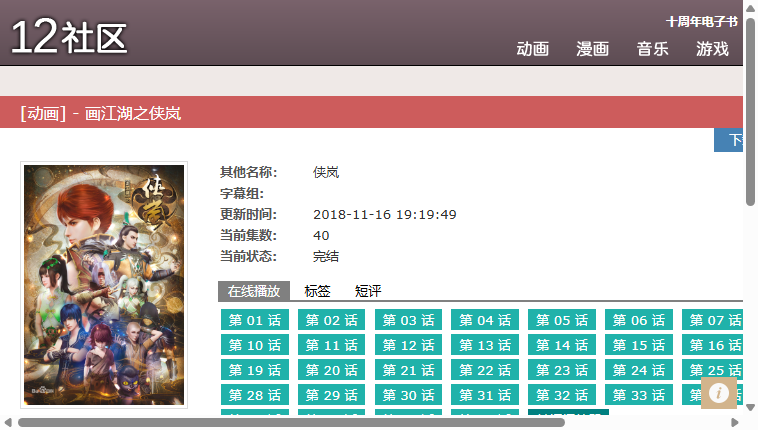 12社区
十周年电子书
动画 漫画 音乐 游戏
[动画] - 画江湖之侠岚
其他名称: 侠岚
字幕组:
更新时间: 2018-11-16 19:19:49
当前集数: 40
当前状态: 完结
侠岚
在线播放 标签 短评
第 01 话 第 02 话 第 03 话 第 04 话 第 05 话 第 06 话 第 07 话
第 10 话 第 11 话 第 12 话 第 13 话 第 14 话 第 15 话 第 16 话
第 19 话 第 20 话 第 21 话 第 22 话 第 23 话 第 24 话 第 25 话
第 28 话 第 29 话 第 30 话 第 31 话 第 32 话 第 33 话